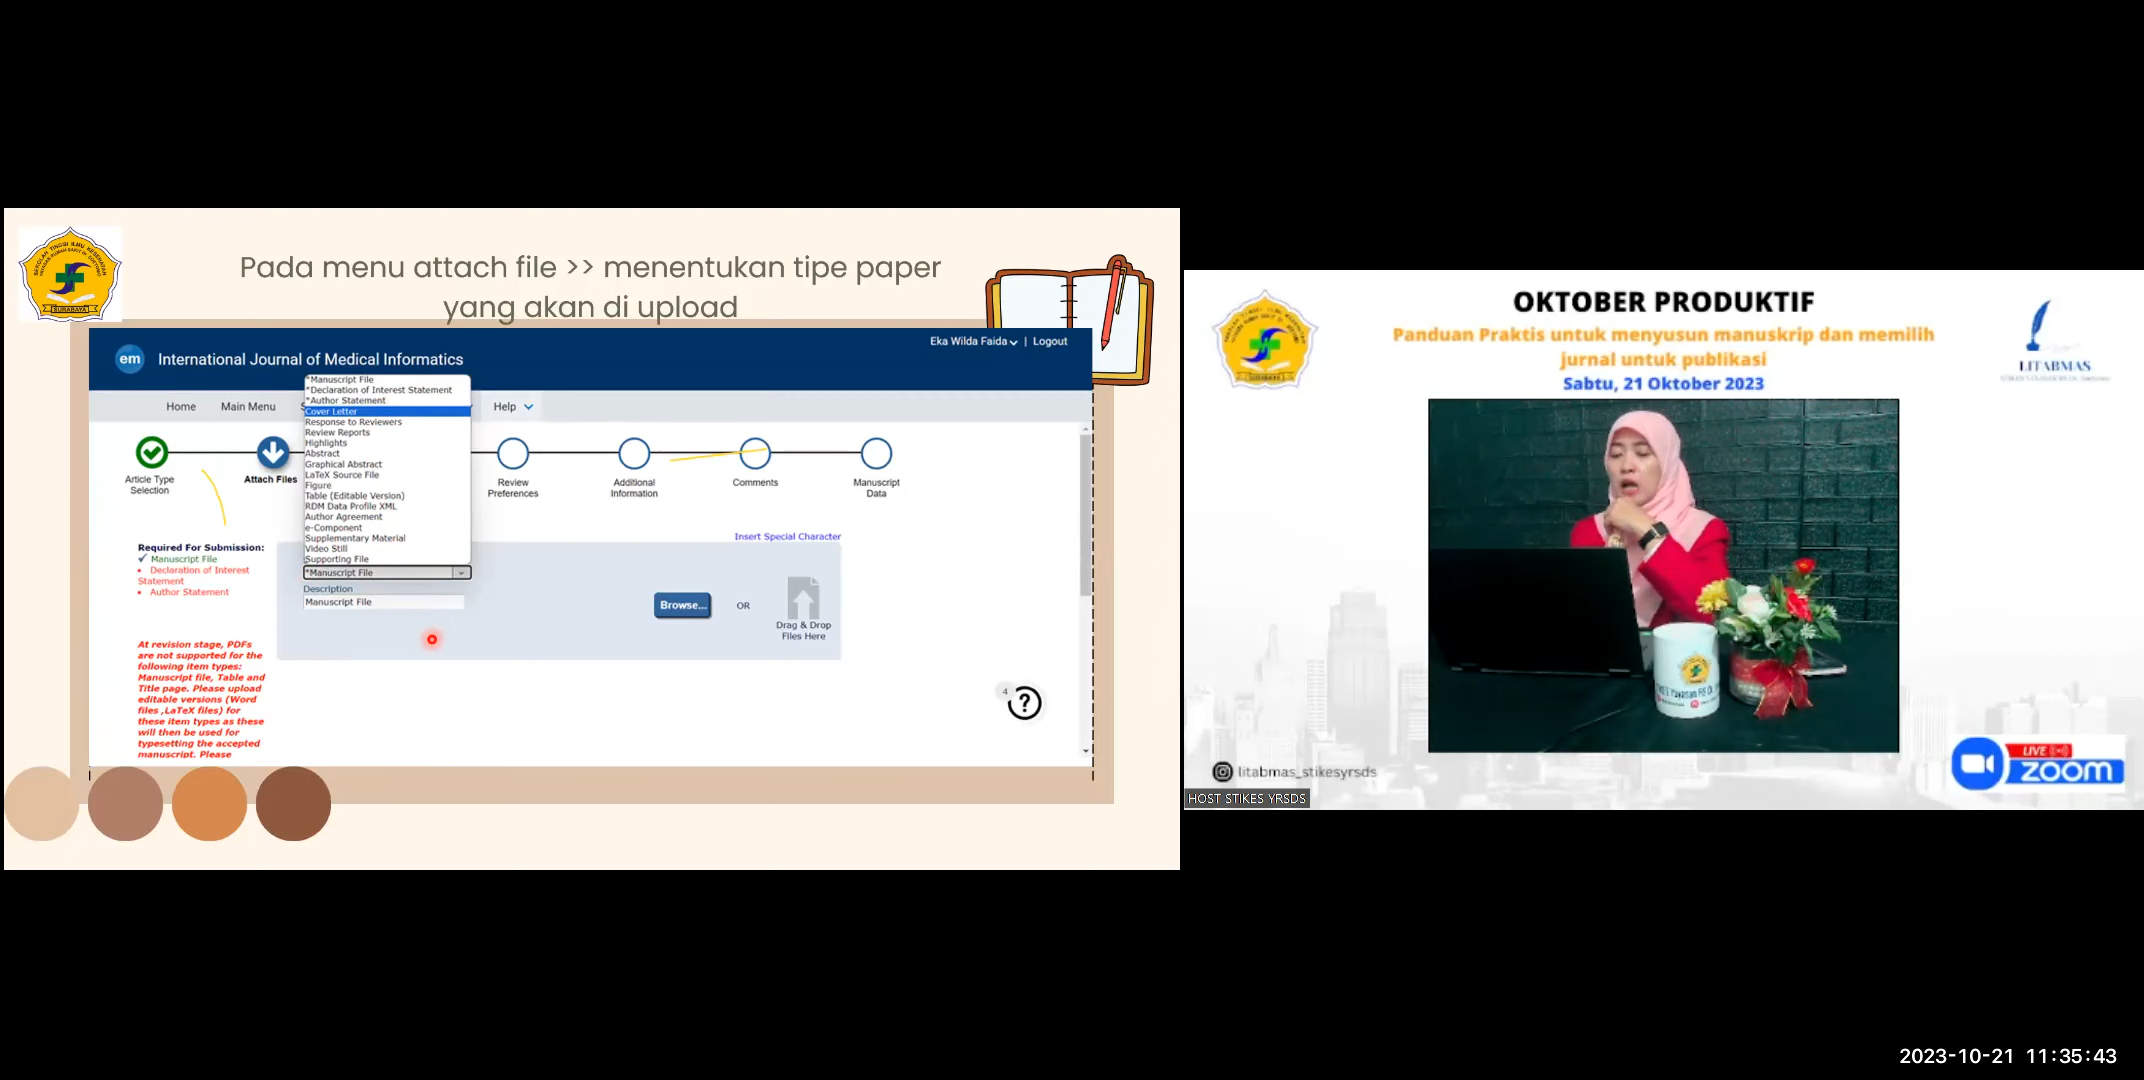 Pada menu attach file >> menentukan tipe paper
yang akan di upload
SEKOLAH TINGGI ILMU KESEHATAN
SURABAYA
em
International Journal of Medical Informatics
Eka Wilda Faida | Logout
Home
Main Menu
Help
*Manuscript File
*Declaration of Interest Statement
*Author Statement
Cover Letter
Response to Reviewers
Review Reports
Highlights
Abstract
Graphical Abstract
LaTeX Source File
Figure
Table (Editable Version)
RDM Data Profile XML
Author Agreement
e-Component
Supplementary Material
Video Still
Supporting File
*Manuscript File
Description
Manuscript File
Article Type
Selection
Attach Files
Review
Preferences
Additional
Information
Comments
Manuscript
Data
Insert Special Character
Required For Submission:
Manuscript File
Declaration of Interest
Statement
Author Statement
Browse...
OR
Drag & Drop
Files Here
At revision stage, PDFs
are not supported for the
following item types:
Manuscript file, Table and
Title page. Please upload
editable versions (Word
files ,LaTeX files) for
these item types as these
will then be used for
typesetting the accepted
manuscript. Please
4
?
OKTOBER PRODUKTIF
Panduan Praktis untuk menyusun manuskrip dan memilih
jurnal untuk publikasi
Sabtu, 21 Oktober 2023
LITABMAS
litabmas_stikesyrsds
HOST STIKES YRSDS
LIVE
zoom
2023-10-21 11:35:43